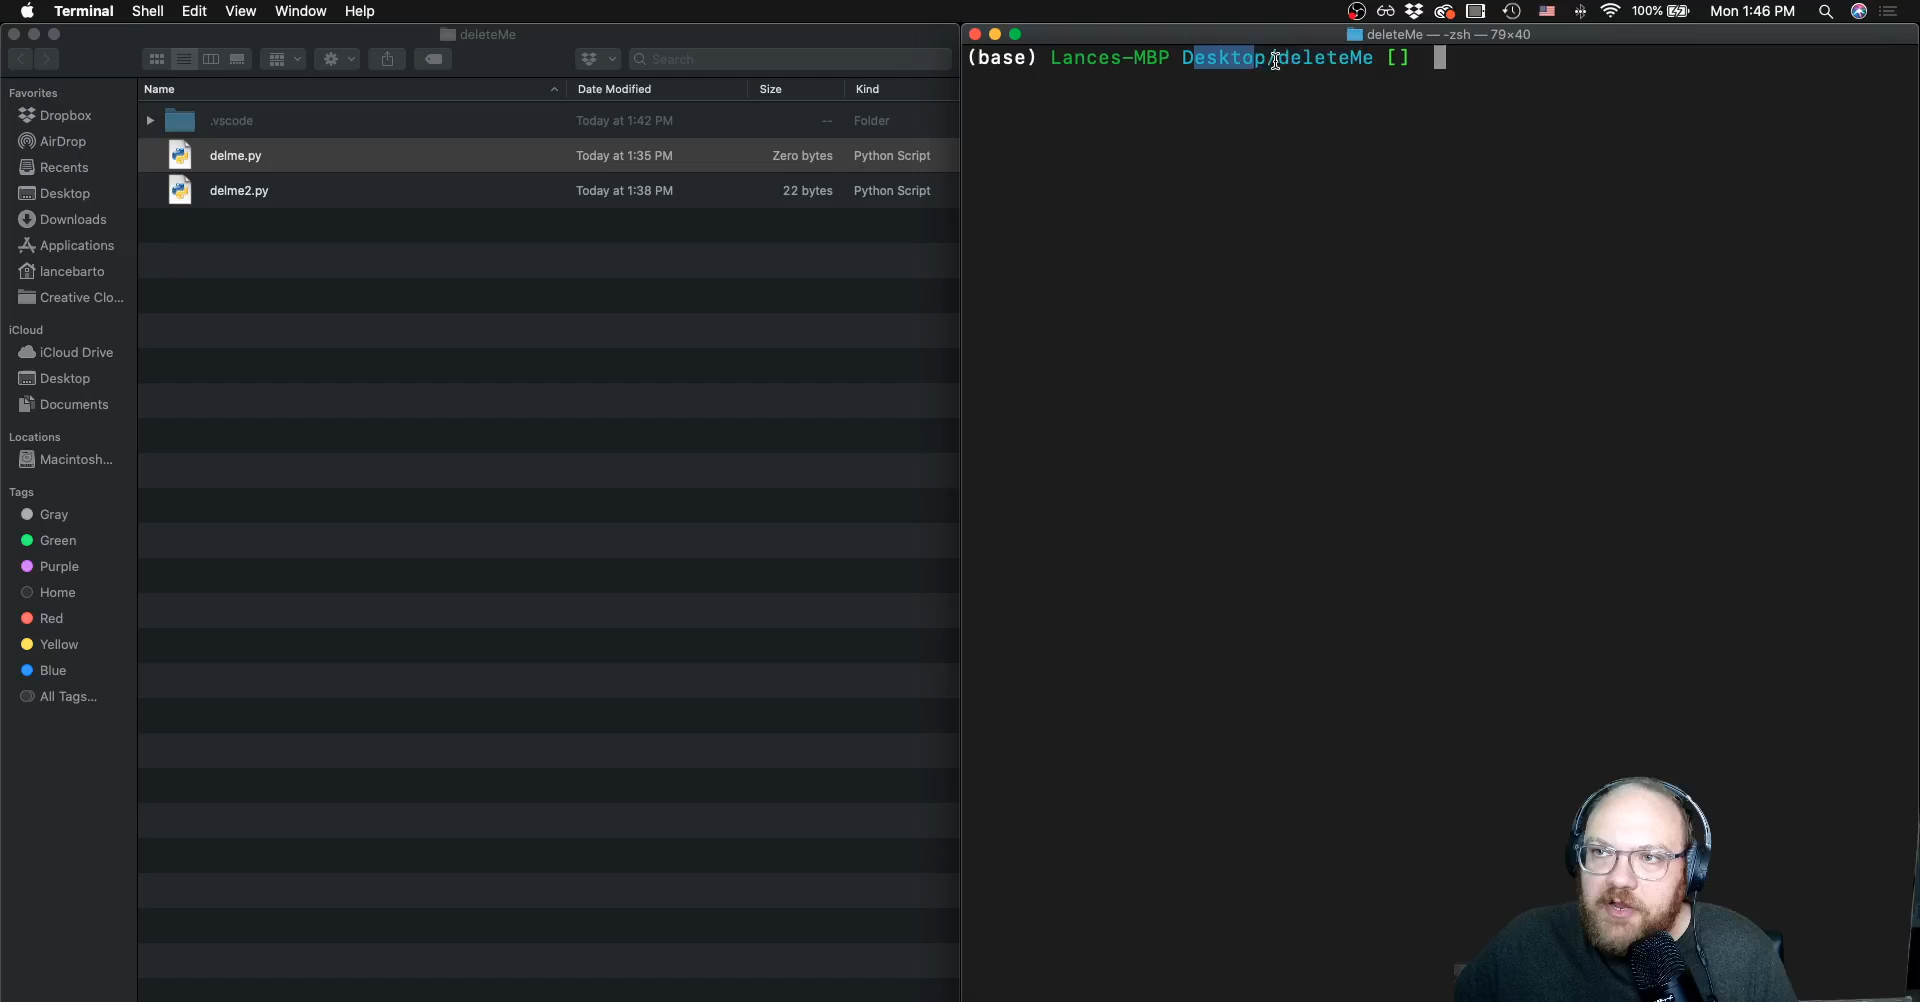 Terminal Shell Edit View Window Help 100% Mon 1:46 PM
deleteMe
Search
Favorites
Dropbox
AirDrop
Recents
Desktop
Downloads
Applications
lancebarto
Creative Clo...
iCloud
iCloud Drive
Desktop
Documents
Locations
Macintosh...
Tags
Gray
Green
Purple
Home
Red
Yellow
Blue
All Tags...
Name Date Modified Size Kind
.vscode Today at 1:42 PM -- Folder
delme.py Today at 1:35 PM Zero bytes Python Script
delme2.py Today at 1:38 PM 22 bytes Python Script
deleteMe — -zsh — 79×40
(base) Lances-MBP Desktop/deleteMe []